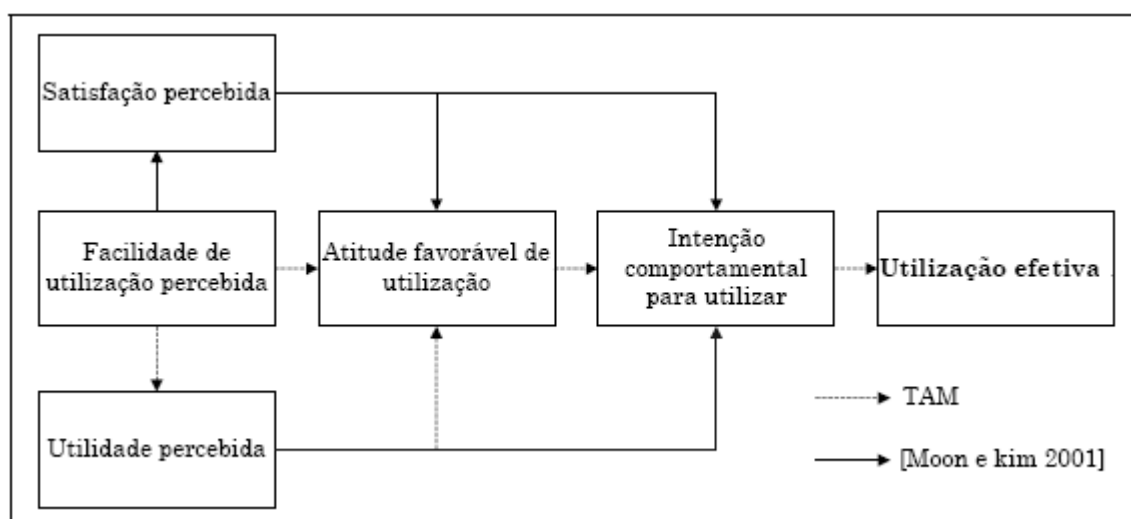 Satisfação percebida
Facilidade de
utilização percebida
Atitude favorável de
utilização
Intenção
comportamental
para utilizar
Utilização efetiva
Utilidade percebida
TAM
[Moon e kim 2001]